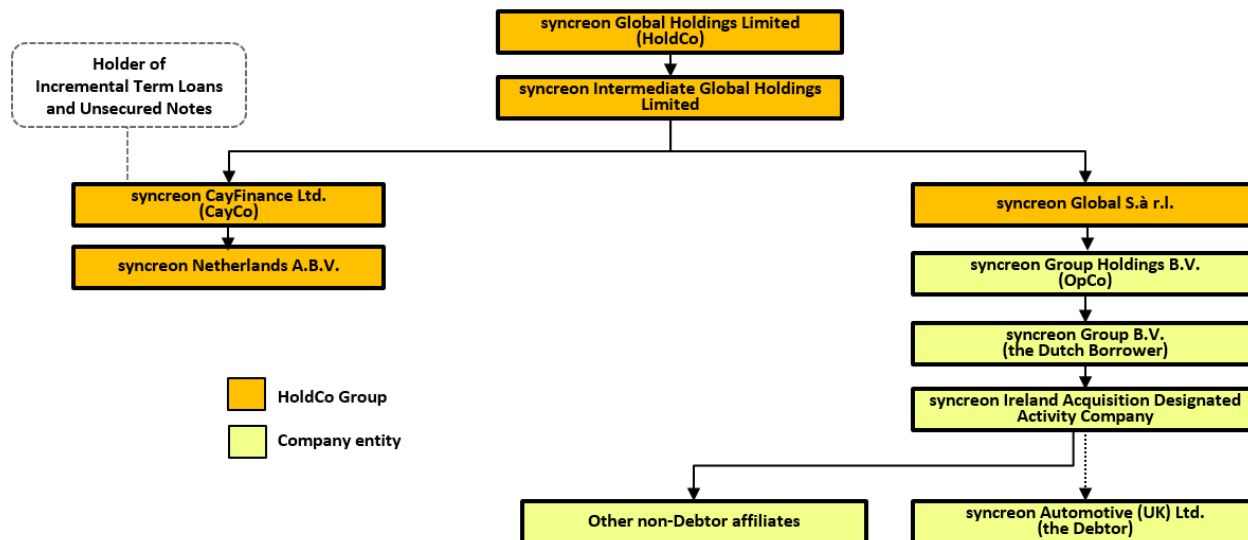 syncreon Global Holdings Limited
(HoldCo)
Holder of
Incremental Term Loans
and Unsecured Notes
syncreon Intermediate Global Holdings
Limited
syncreon CayFinance Ltd.
(CayCo)
syncreon Global S.à r.l.
syncreon Netherlands A.B.V.
syncreon Group Holdings B.V.
(OpCo)
syncreon Group B.V.
(the Dutch Borrower)
HoldCo Group
syncreon Ireland Acquisition Designated
Activity Company
Company entity
Other non-Debtor affiliates
syncreon Automotive (UK) Ltd.
(the Debtor)